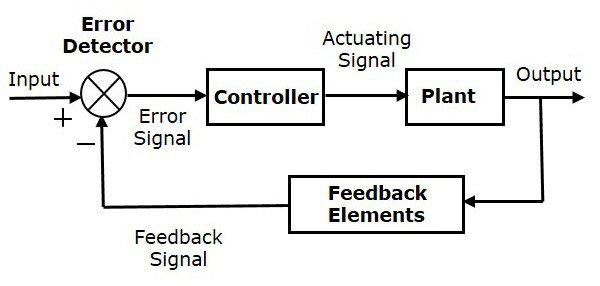 Error
Detector
Actuating
Signal
Input
Output
+
Error
Signal
Controller
Plant
−
Feedback
Elements
Feedback
Signal